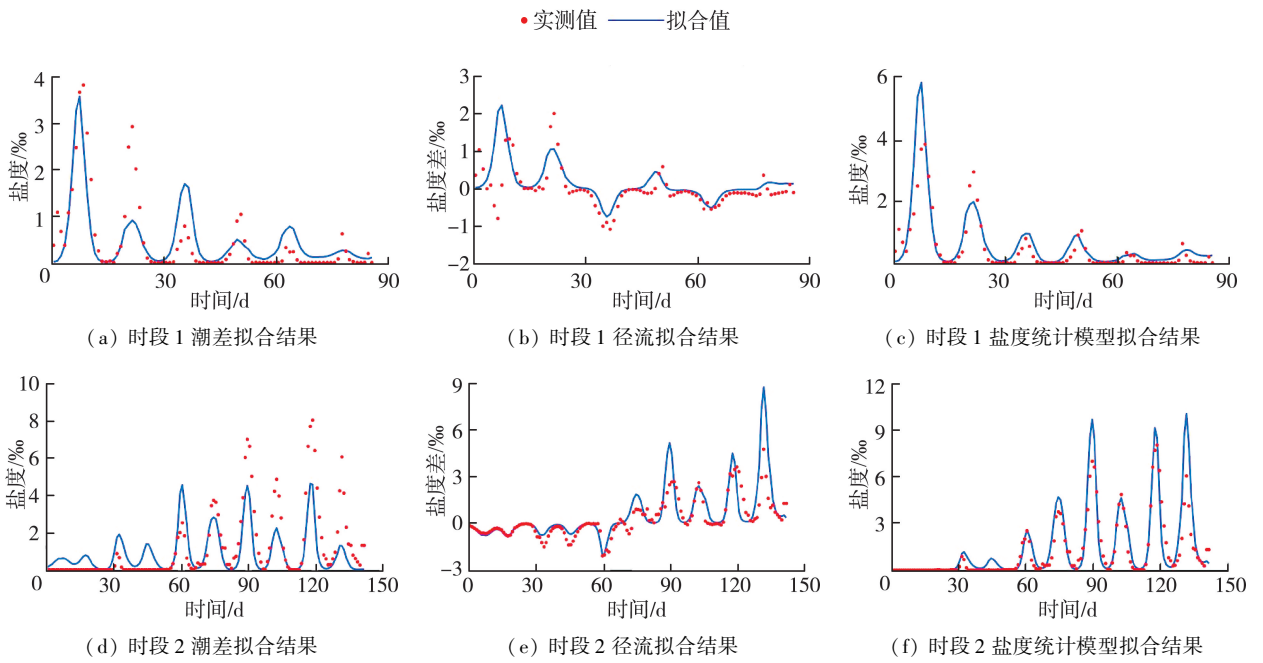 实测值 拟合值
4
3
2
1
0 30 60 90
盐度/‰
时间/d
(a) 时段1潮差拟合结果
3
2
1
0
-1
-2
0 30 60 90
盐度差/‰
时间/d
(b) 时段1径流拟合结果
6
4
2
0 30 60 90
盐度/‰
时间/d
(c) 时段1盐度统计模型拟合结果
10
8
6
4
2
0 30 60 90 120 150
盐度/‰
时间/d
(d) 时段2潮差拟合结果
9
6
3
0
-3
0 30 60 90 120 150
盐度差/‰
时间/d
(e) 时段2径流拟合结果
12
9
6
3
0 30 60 90 120 150
盐度/‰
时间/d
(f) 时段2盐度统计模型拟合结果